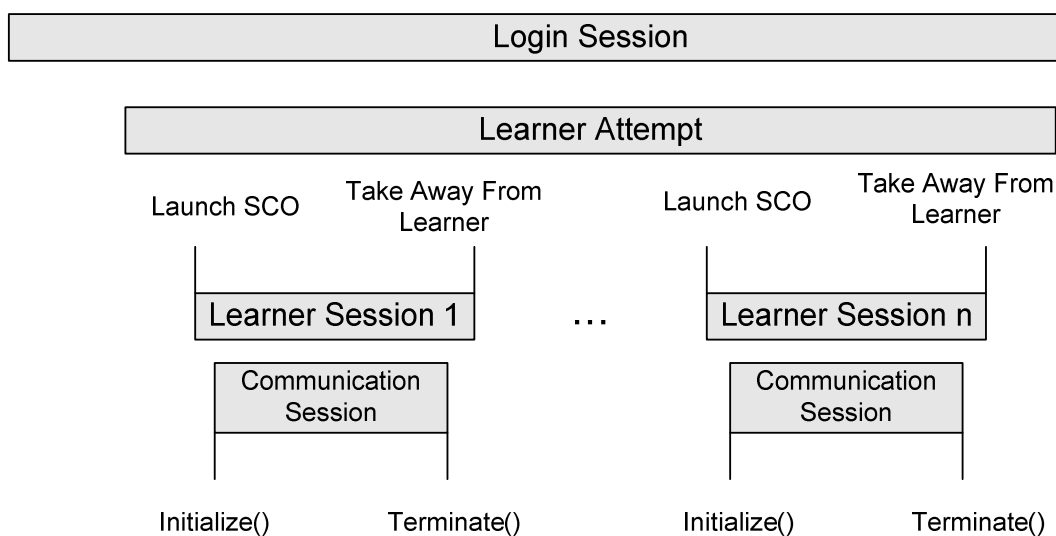 Login Session
Learner Attempt
Launch SCO
Take Away From
Learner
Launch SCO
Take Away From
Learner
Learner Session 1
...
Learner Session n
Communication
Session
Communication
Session
Initialize()
Terminate()
Initialize()
Terminate()